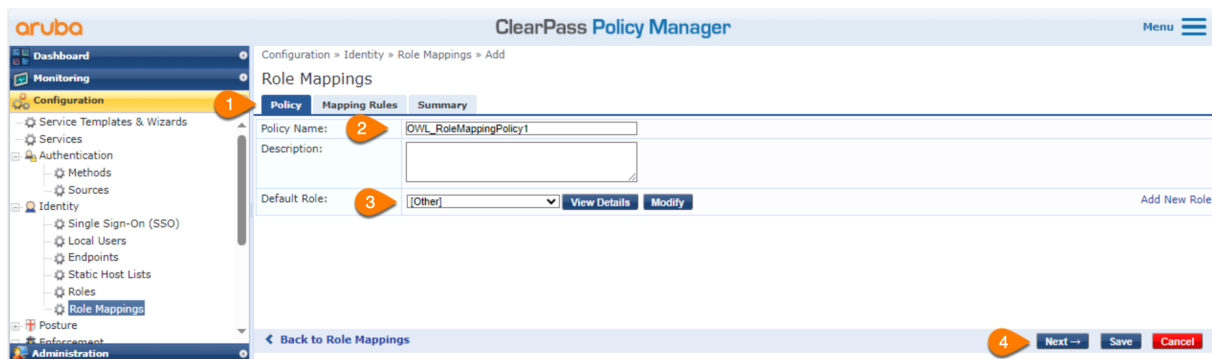 aruba
ClearPass Policy Manager
Menu
Dashboard
Monitoring
Configuration
Service Templates & Wizards
Services
Authentication
Methods
Sources
Identity
Single Sign-On (SSO)
Local Users
Endpoints
Static Host Lists
Roles
Role Mappings
Posture
Enforcement
Administration
Configuration » Identity » Role Mappings » Add
Role Mappings
1
Policy Mapping Rules Summary
Policy Name: 2 OWL_RoleMappingPolicy1
Description:
Default Role: 3 [Other] View Details Modify Add New Role
Back to Role Mappings 4 Next → Save Cancel